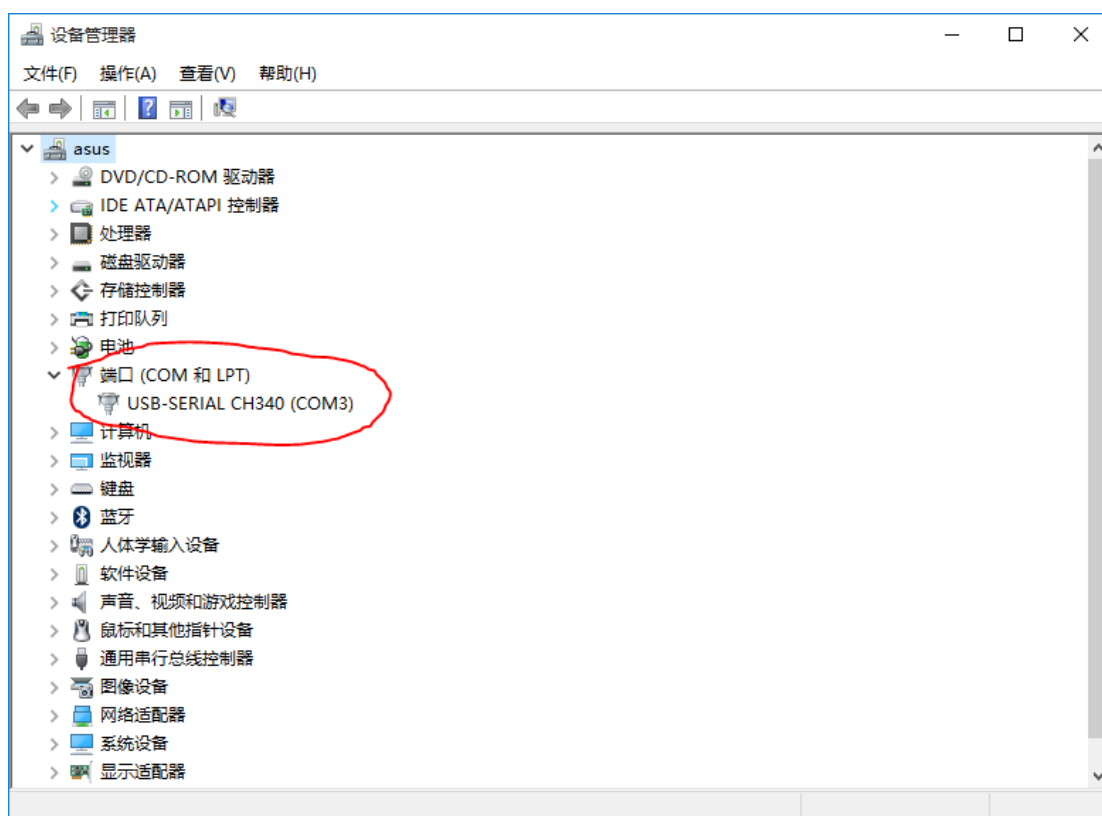 设备管理器
文件(F) 操作(A) 查看(V) 帮助(H)
asus
DVD/CD-ROM 驱动器
IDE ATA/ATAPI 控制器
处理器
磁盘驱动器
存储控制器
打印队列
电池
端口 (COM 和 LPT)
USB-SERIAL CH340 (COM3)
计算机
监视器
键盘
蓝牙
人体学输入设备
软件设备
声音、视频和游戏控制器
鼠标和其他指针设备
通用串行总线控制器
图像设备
网络适配器
系统设备
显示适配器